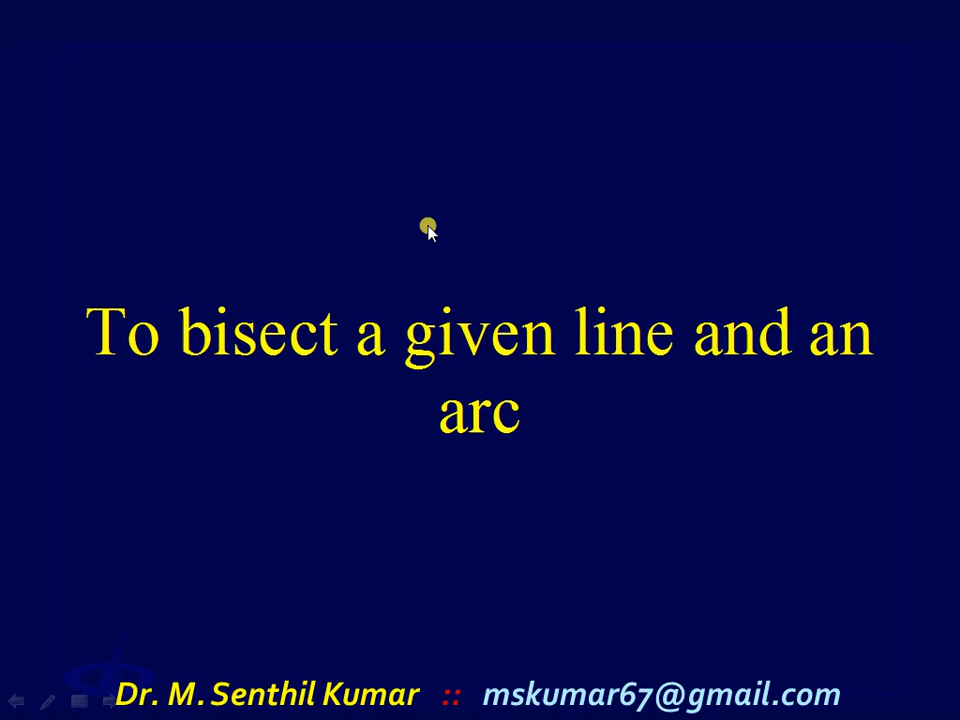 To bisect a given line and an
arc
Dr. M. Senthil Kumar :: mskumar67@gmail.com